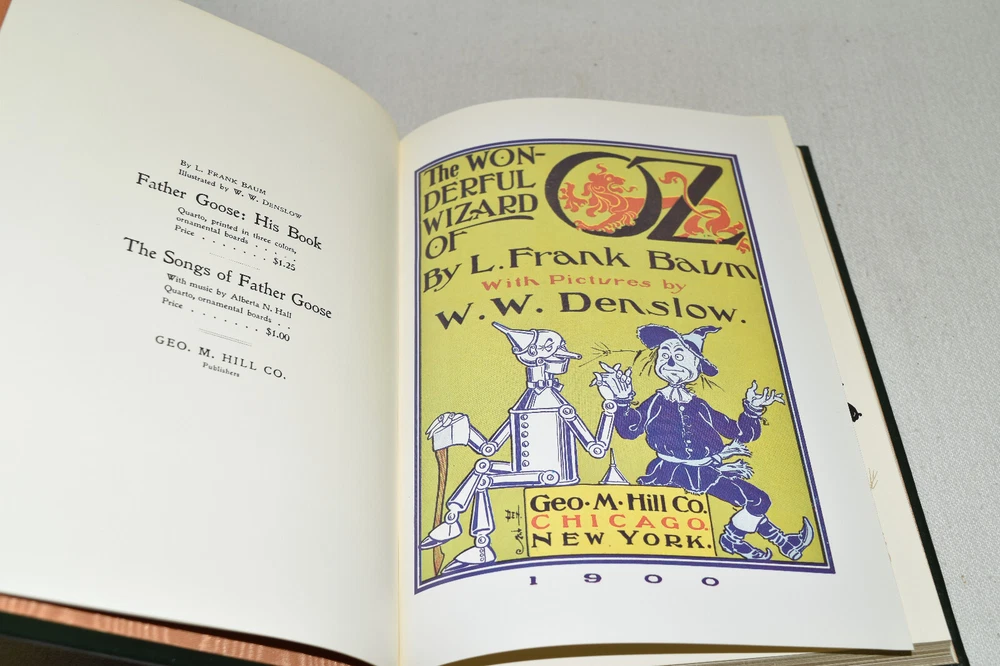 By L. FRANK BAUM
Illustrated by W. W. DENSLOW
Father Goose: His Book
Quarto, printed in three colors,
ornamental boards . . . . .
Price . . . . . . . . $1.25
The Songs of Father Goose
With music by Alberta N. Hall
Quarto, ornamental boards . .
Price . . . . . . . . $1.00
GEO. M. HILL CO.
Publishers
The WON-
DERFUL
WIZARD
OF
OZ
By L. Frank Baum
With Pictures by
W. W. Denslow.
Geo. M. Hill Co.
CHICAGO.
NEW YORK.
1900